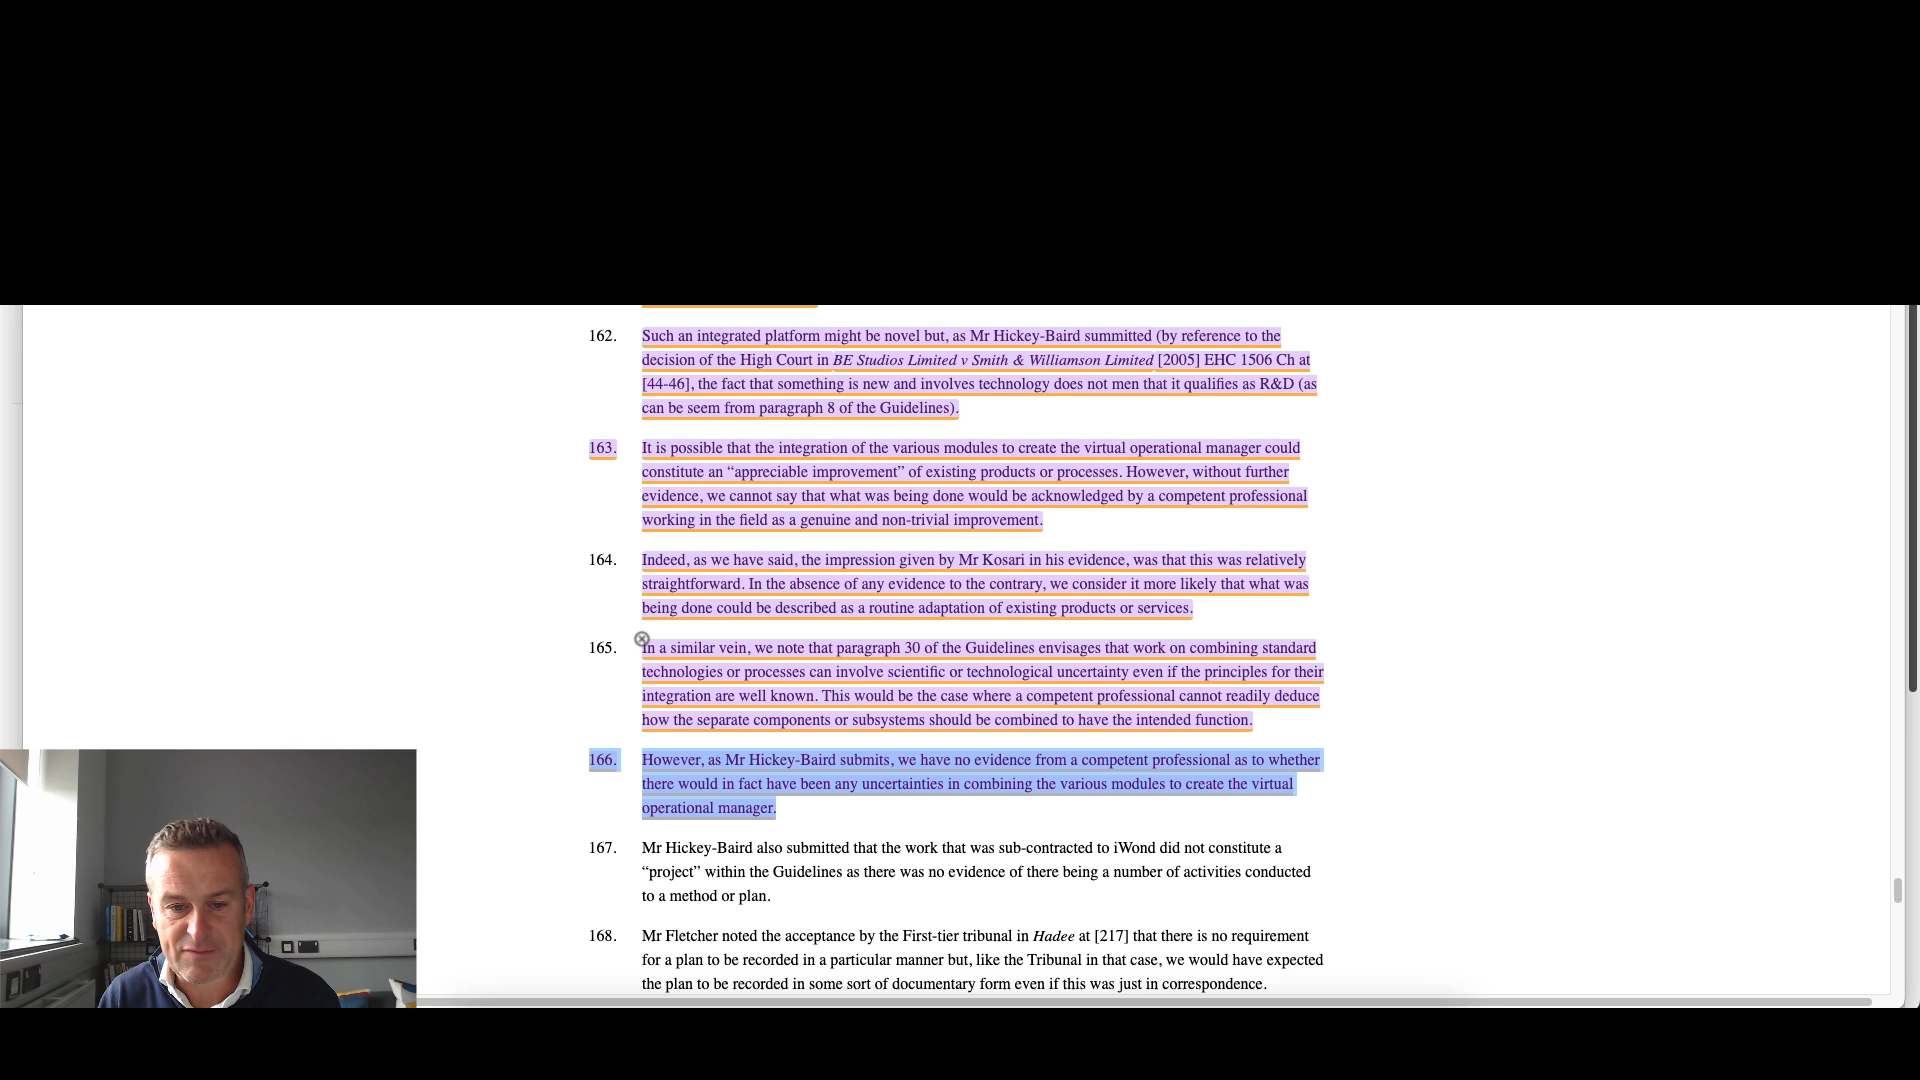 162. Such an integrated platform might be novel but, as Mr Hickey-Baird summitted (by reference to the
decision of the High Court in BE Studios Limited v Smith & Williamson Limited [2005] EHC 1506 Ch at
[44-46], the fact that something is new and involves technology does not men that it qualifies as R&D (as
can be seem from paragraph 8 of the Guidelines).
163. It is possible that the integration of the various modules to create the virtual operational manager could
constitute an “appreciable improvement” of existing products or processes. However, without further
evidence, we cannot say that what was being done would be acknowledged by a competent professional
working in the field as a genuine and non-trivial improvement.
164. Indeed, as we have said, the impression given by Mr Kosari in his evidence, was that this was relatively
straightforward. In the absence of any evidence to the contrary, we consider it more likely that what was
being done could be described as a routine adaptation of existing products or services.
165. In a similar vein, we note that paragraph 30 of the Guidelines envisages that work on combining standard
technologies or processes can involve scientific or technological uncertainty even if the principles for their
integration are well known. This would be the case where a competent professional cannot readily deduce
how the separate components or subsystems should be combined to have the intended function.
166. However, as Mr Hickey-Baird submits, we have no evidence from a competent professional as to whether
there would in fact have been any uncertainties in combining the various modules to create the virtual
operational manager.
167. Mr Hickey-Baird also submitted that the work that was sub-contracted to iWond did not constitute a
“project” within the Guidelines as there was no evidence of there being a number of activities conducted
to a method or plan.
168. Mr Fletcher noted the acceptance by the First-tier tribunal in Hadee at [217] that there is no requirement
for a plan to be recorded in a particular manner but, like the Tribunal in that case, we would have expected
the plan to be recorded in some sort of documentary form even if this was just in correspondence.